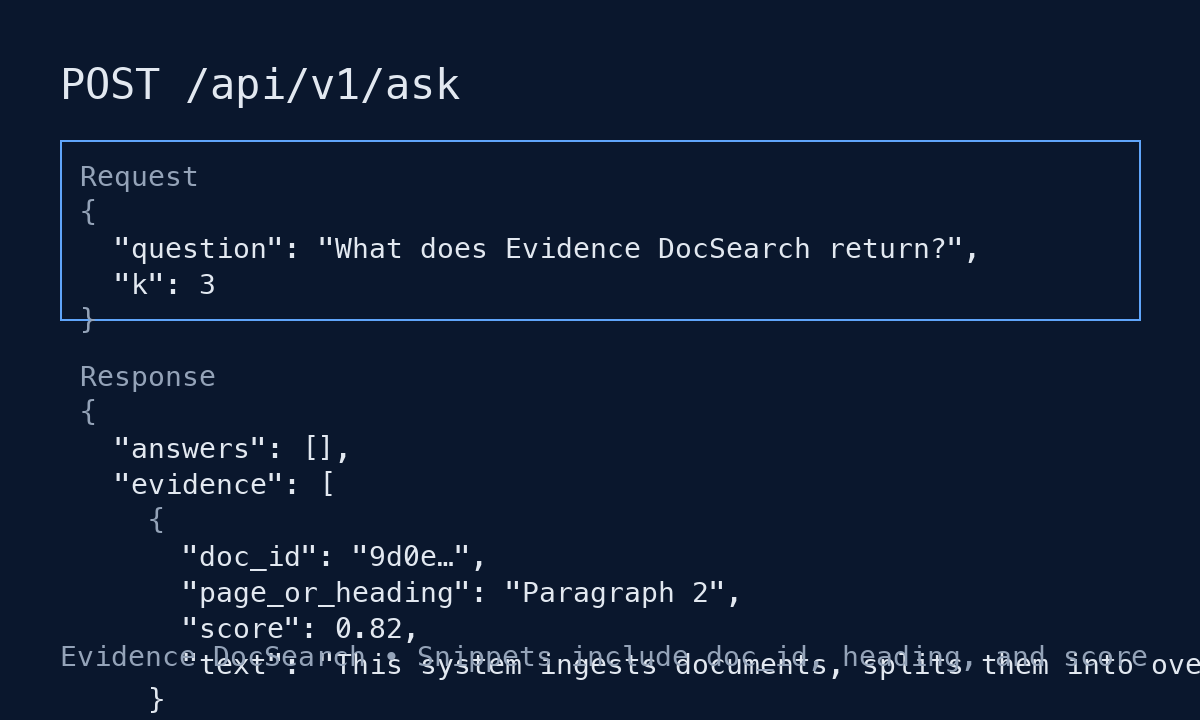 POST /api/v1/ask
Request
{
  "question": "What does Evidence DocSearch return?",
  "k": 3
}
Response
{
  "answers": [],
  "evidence": [
    {
      "doc_id": "9d0e…",
      "page_or_heading": "Paragraph 2",
      "score": 0.82,
Evidence DocSearch • Snippets include doc_id, heading, and score
      "text": "This system ingests documents, splits them into ove
    }